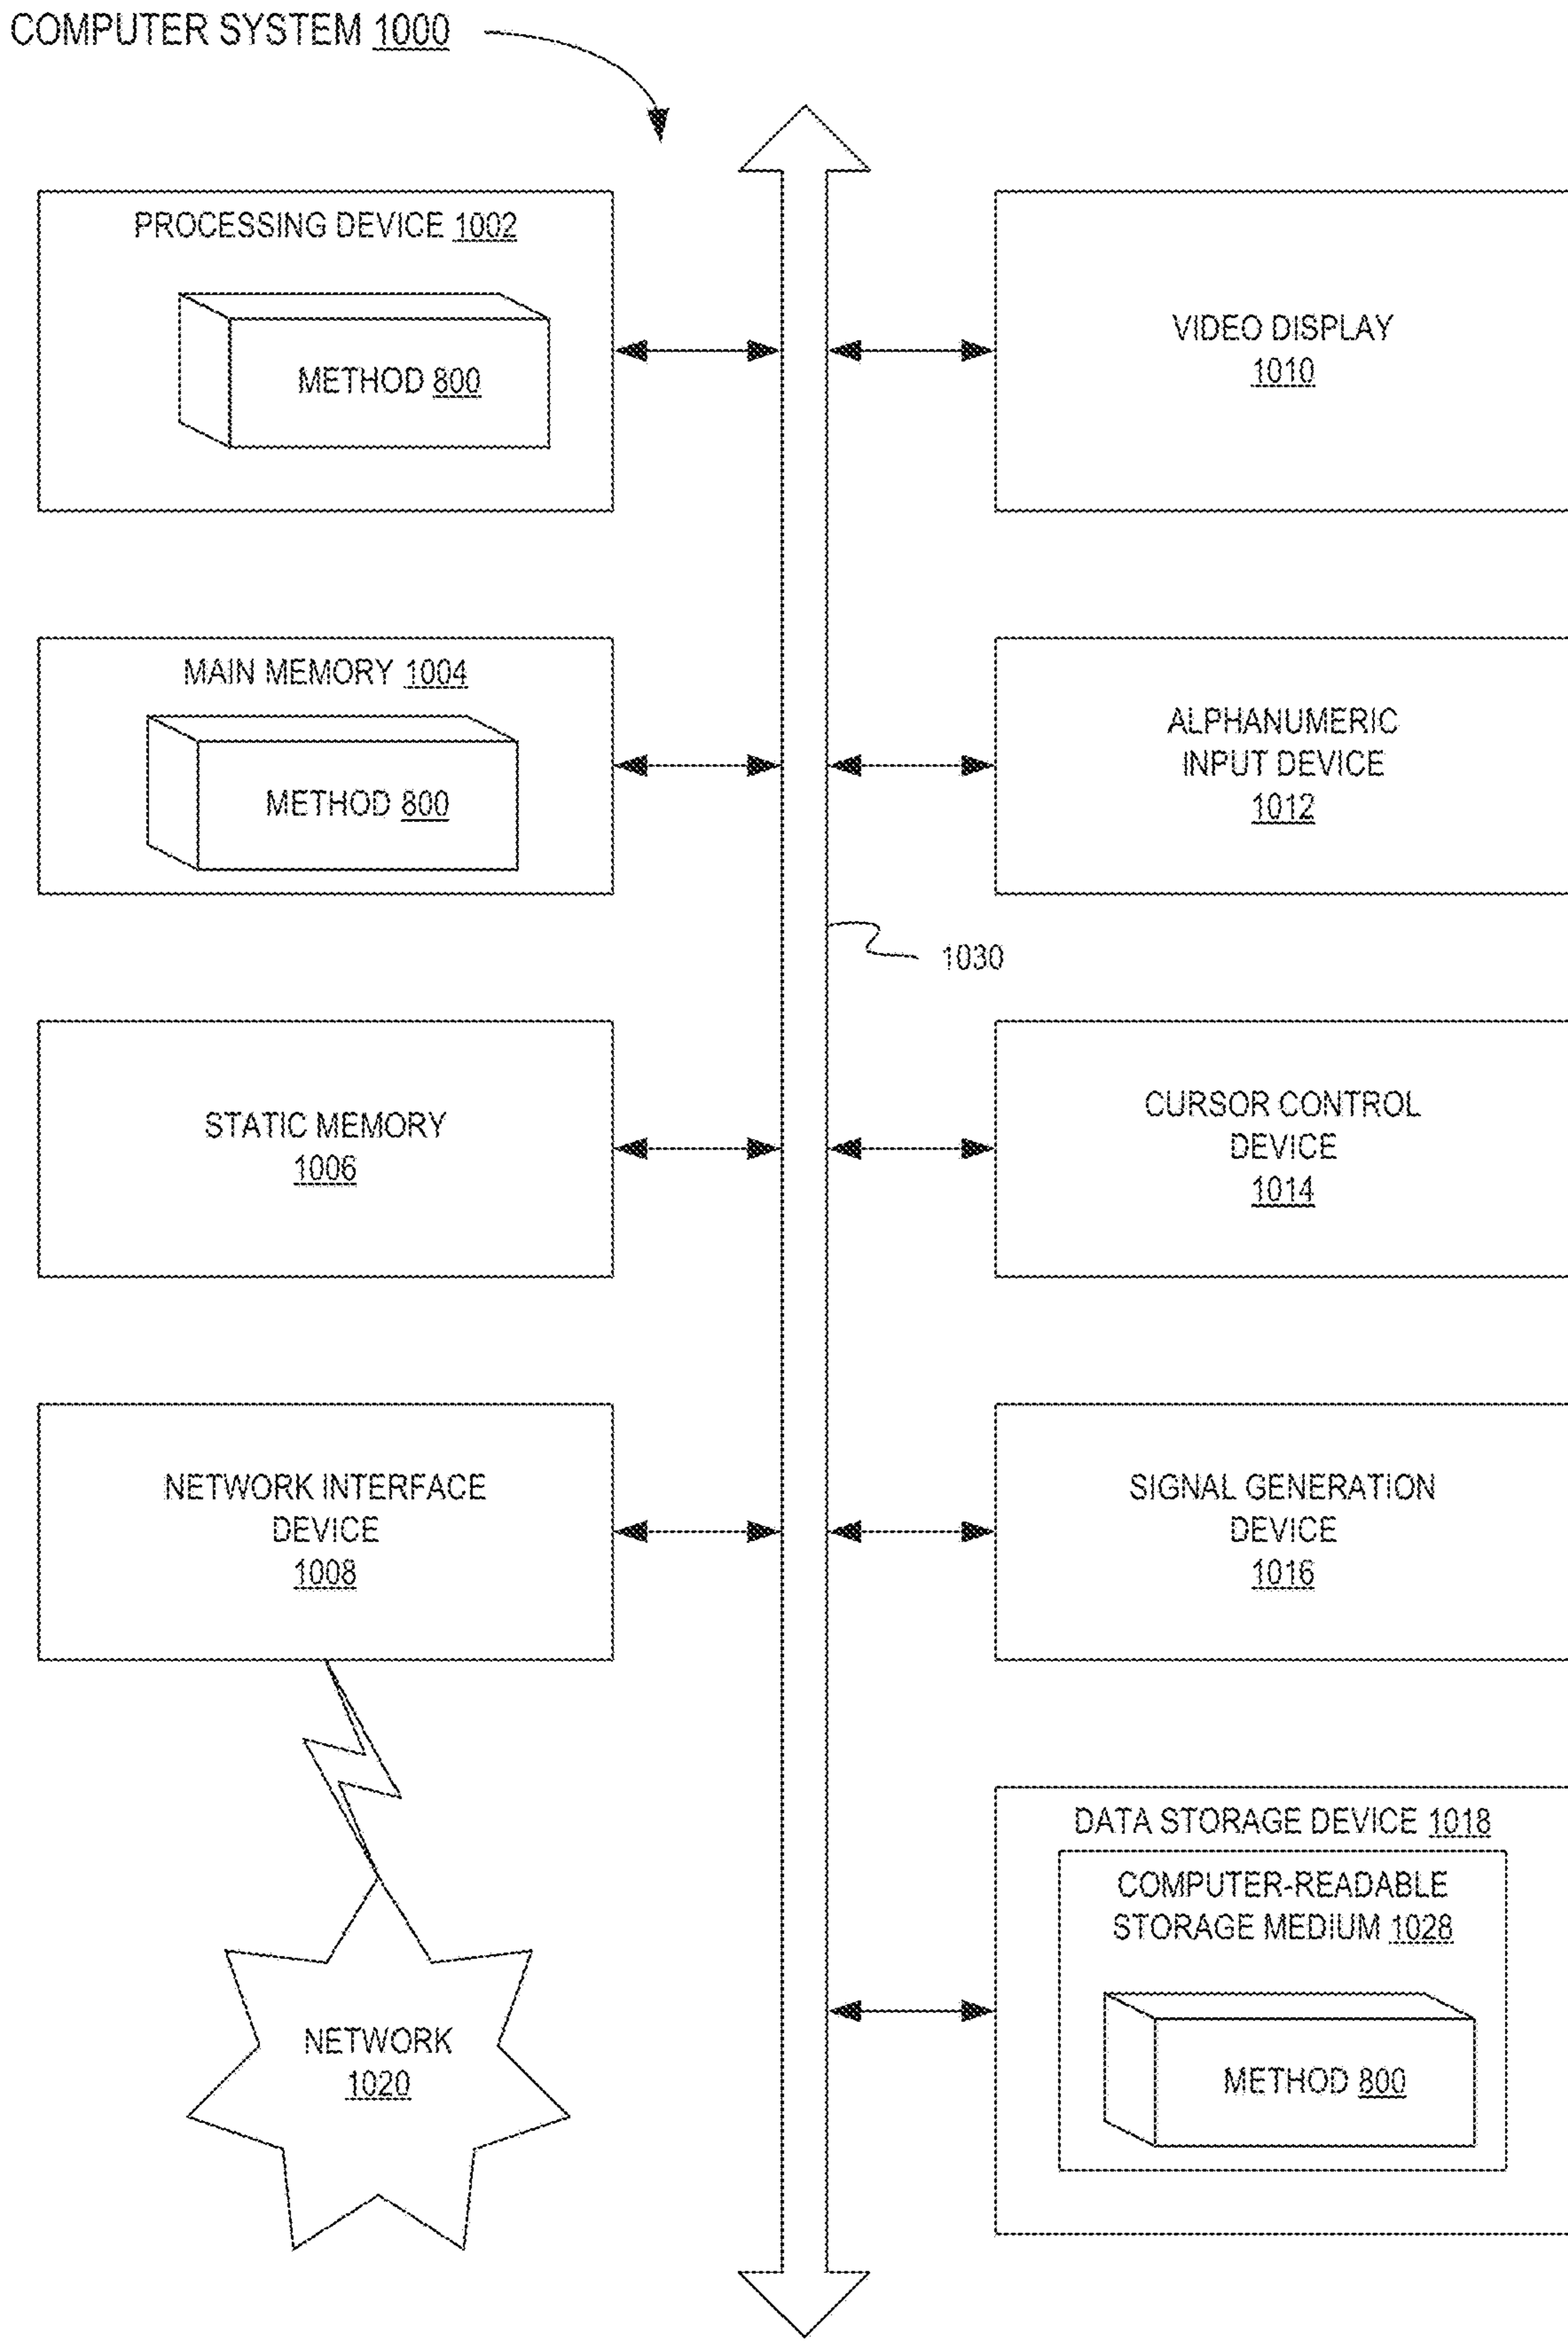 COMPUTER SYSTEM 1000
PROCESSING DEVICE 1002
METHOD 800
VIDEO DISPLAY
1010
MAIN MEMORY 1004
METHOD 800
ALPHANUMERIC
INPUT DEVICE
1012
1030
STATIC MEMORY
1006
CURSOR CONTROL
DEVICE
1014
NETWORK INTERFACE
DEVICE
1008
SIGNAL GENERATION
DEVICE
1016
DATA STORAGE DEVICE 1018
COMPUTER-READABLE
STORAGE MEDIUM 1028
METHOD 800
NETWORK
1020